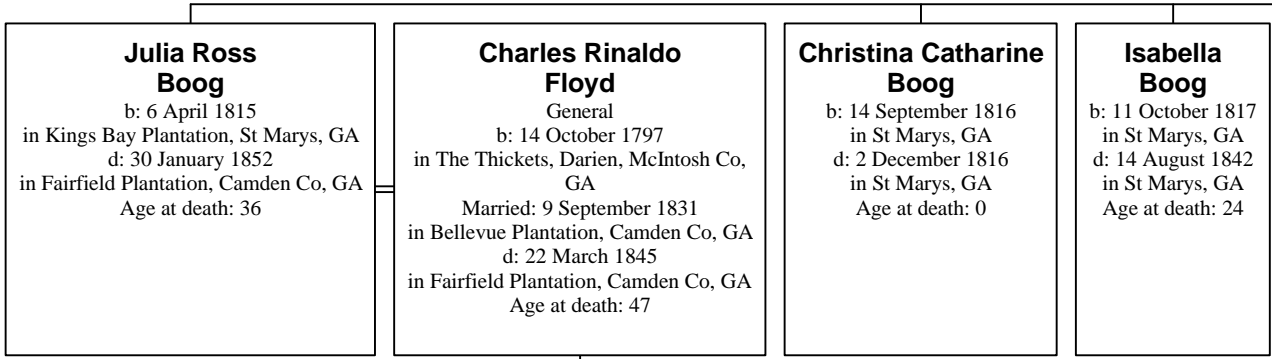 Julia Ross
Boog
b: 6 April 1815
in Kings Bay Plantation, St Marys, GA
d: 30 January 1852
in Fairfield Plantation, Camden Co, GA
Age at death: 36
Charles Rinaldo
Floyd
General
b: 14 October 1797
in The Thickets, Darien, McIntosh Co,
GA
Married: 9 September 1831
in Bellevue Plantation, Camden Co, GA
d: 22 March 1845
in Fairfield Plantation, Camden Co, GA
Age at death: 47
Christina Catharine
Boog
b: 14 September 1816
in St Marys, GA
d: 2 December 1816
in St Marys, GA
Age at death: 0
Isabella
Boog
b: 11 October 1817
in St Marys, GA
d: 14 August 1842
in St Marys, GA
Age at death: 24